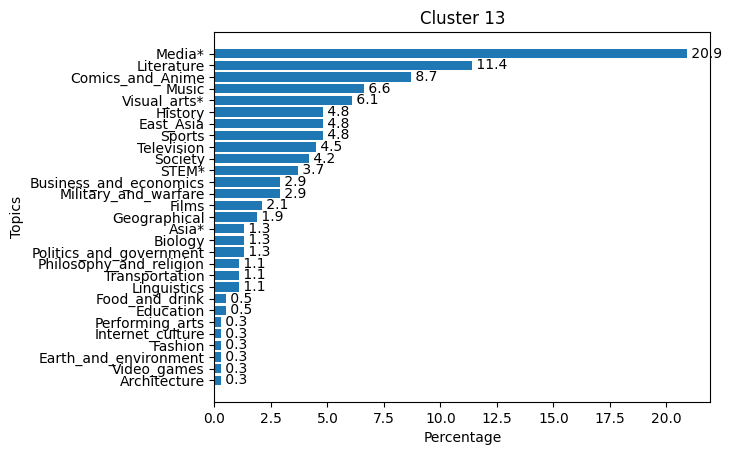 Cluster 13
Topics
Media* 20.9
Literature 11.4
Comics_and_Anime 8.7
Music 6.6
Visual_arts* 6.1
History 4.8
East_Asia 4.8
Sports 4.8
Television 4.5
Society 4.2
STEM* 3.7
Business_and_economics 2.9
Military_and_warfare 2.9
Films 2.1
Geographical 1.9
Asia* 1.3
Biology 1.3
Politics_and_government 1.3
Philosophy_and_religion 1.1
Transportation 1.1
Linguistics 1.1
Food_and_drink 0.5
Education 0.5
Performing_arts 0.3
Internet_culture 0.3
Fashion 0.3
Earth_and_environment 0.3
Video_games 0.3
Architecture 0.3
0.0 2.5 5.0 7.5 10.0 12.5 15.0 17.5 20.0
Percentage